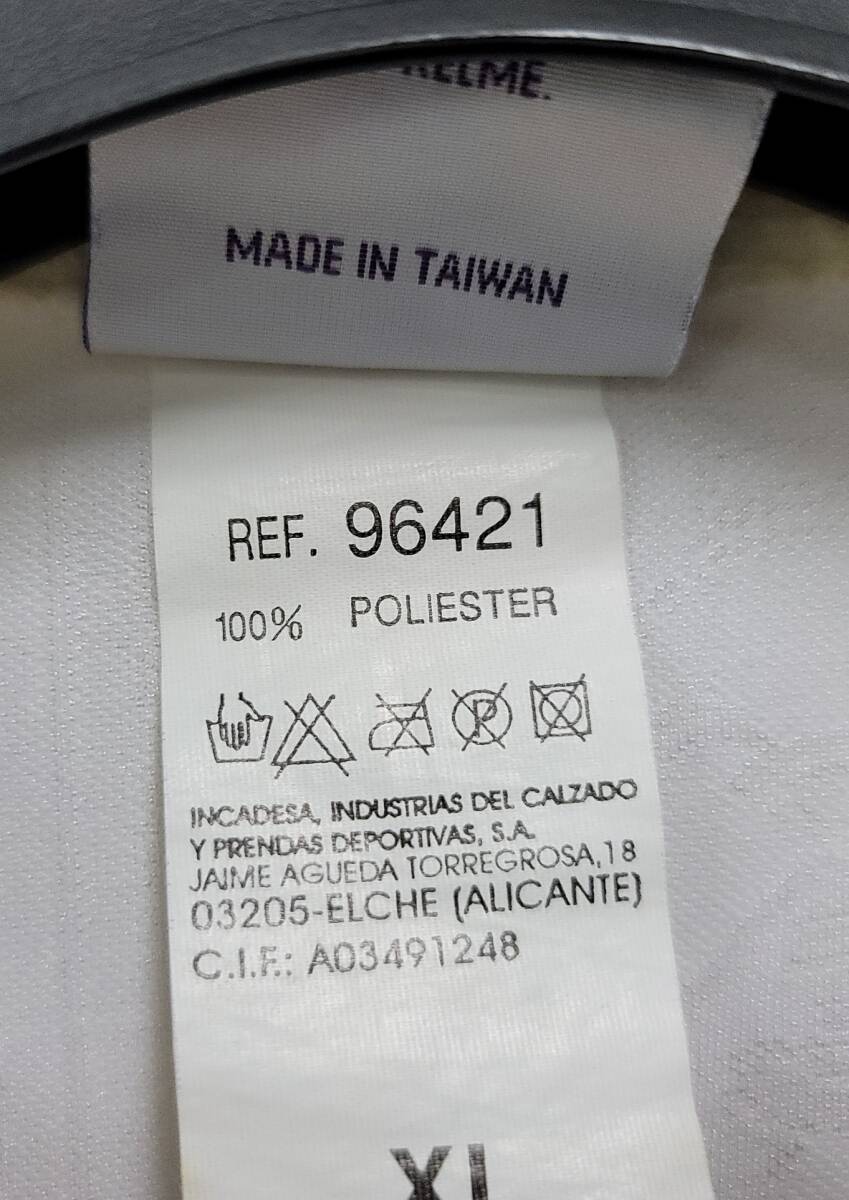 KELME.
MADE IN TAIWAN
REF. 96421
100% POLIESTER
P
INCADESA, INDUSTRIAS DEL CALZADO
Y PRENDAS DEPORTIVAS, S.A.
JAIME AGUEDA TORREGROSA,18
03205-ELCHE (ALICANTE)
C.I.F.: A03491248
XL